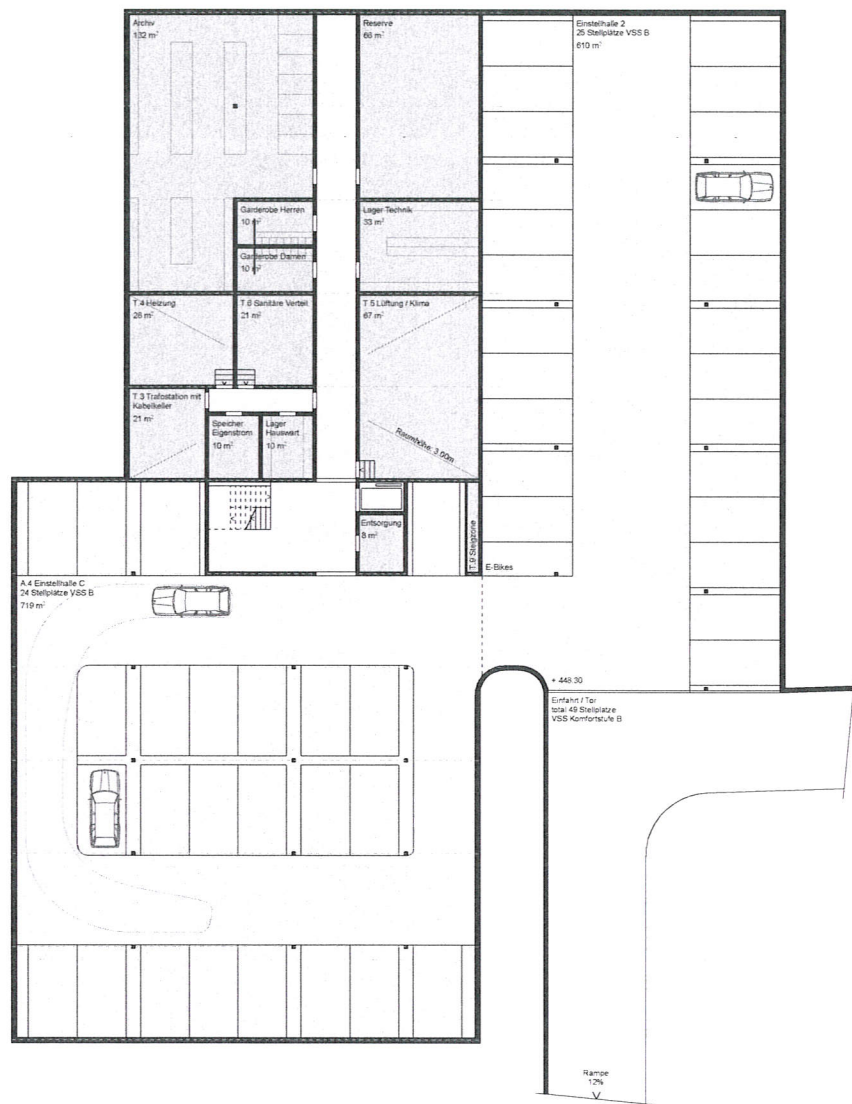 Archiv
132 m²
Reserve
66 m²
Einstellhalle 2
25 Stellplätze VSS B
610 m²
Garderobe Herren
10 m²
Lager Technik
33 m²
Garderobe Damen
10 m²
T.4 Heizung
26 m²
T.6 Sanitäre Verteil
21 m²
T.5 Lüftung / Klima
67 m²
T.3 Trafostation mit
Kabelkeller
21 m²
Speicher
Eigenstrom
10 m²
Lager
Hauswart
10 m²
Raumhöhe: 3.00m
Entsorgung
8 m²
T.9 Steigzone
E-Bikes
A.4 Einstellhalle C
24 Stellplätze VSS B
719 m²
+ 448.30
Einfahrt / Tor
total 49 Stellplätze
VSS Komfortstufe B
Rampe
12%